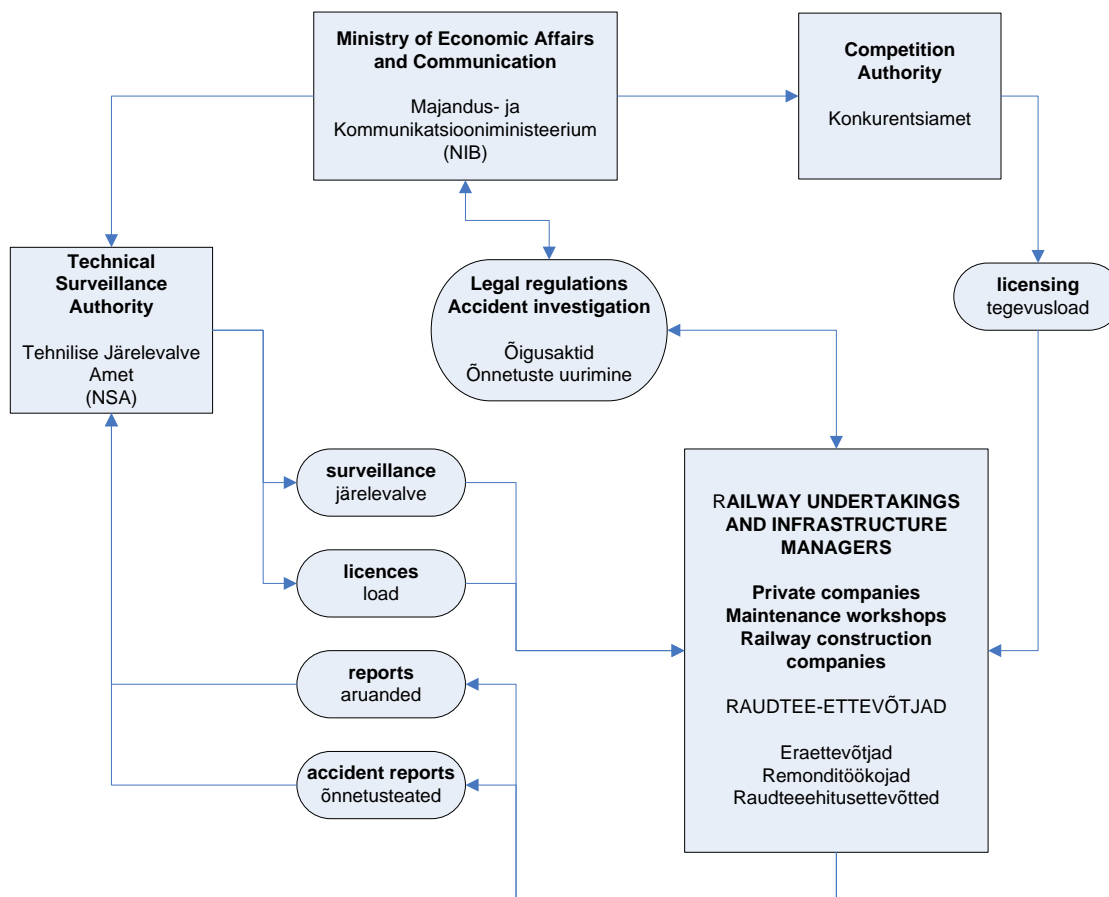 Ministry of Economic Affairs
and Communication
Majandus- ja
Kommunikatsiooniministeerium
(NIB)
Competition
Authority
Konkurentsiamet
Technical
Surveillance
Authority
Tehnilise Järelevalve
Amet
(NSA)
Legal regulations
Accident investigation
Õigusaktid
Õnnetuste uurimine
licensing
tegevusload
surveillance
järelevalve
licences
load
reports
aruanded
accident reports
õnnetusteated
RAILWAY UNDERTAKINGS
AND INFRASTRUCTURE
MANAGERS
Private companies
Maintenance workshops
Railway construction
companies
RAUDTEE-ETTEVÕTJAD
Eraettevõtjad
Remonditöökojad
Raudteeehitusettevõtted